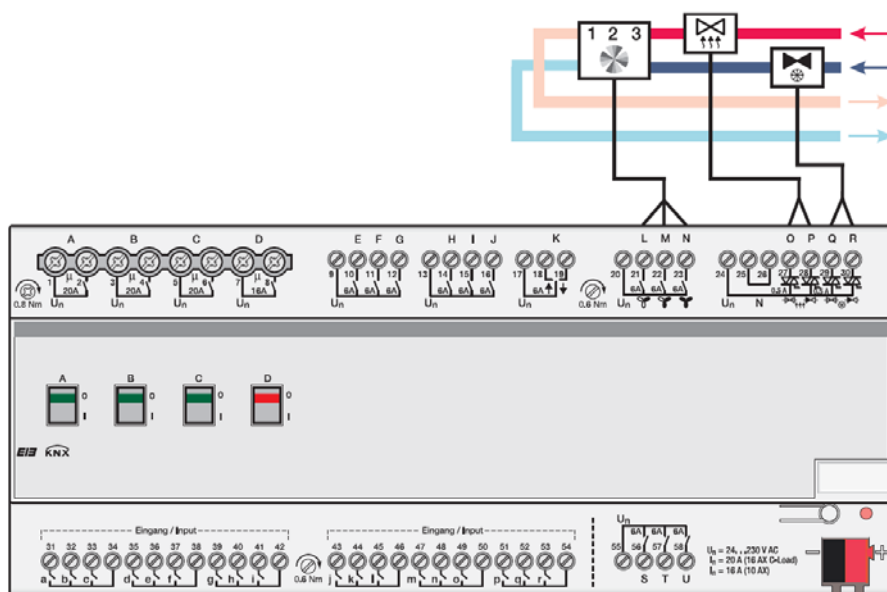 1 2 3
A B C D E F G H I J K L M N O P Q R
1 2 3 4 5 6 7 8 9 10 11 12 13 14 15 16 17 18 19 20 21 22 23 24 25 26 27 28 29 30
µ µ µ µ
20A 20A 20A 16A 6A 6A 6A 6A 6A 6A 6A 6A 6A 6A 0.5 A
0.8 Nm Un Un Un Un Un Un Un 0.6 Nm Un Un N
A B C D
0 0 0 0
I I I I
EIB KNX
Eingang / Input Eingang / Input Un
31 32 33 34 35 36 37 38 39 40 41 42 43 44 45 46 47 48 49 50 51 52 53 54 55 56 57 58
6A 6A 6A
a b c d e f g h i 0.6 Nm j k l m n o p q r S T U
Un = 24...230 V AC
In = 20 A (16 AX C-Load)
In = 16 A (10 AX)
− +